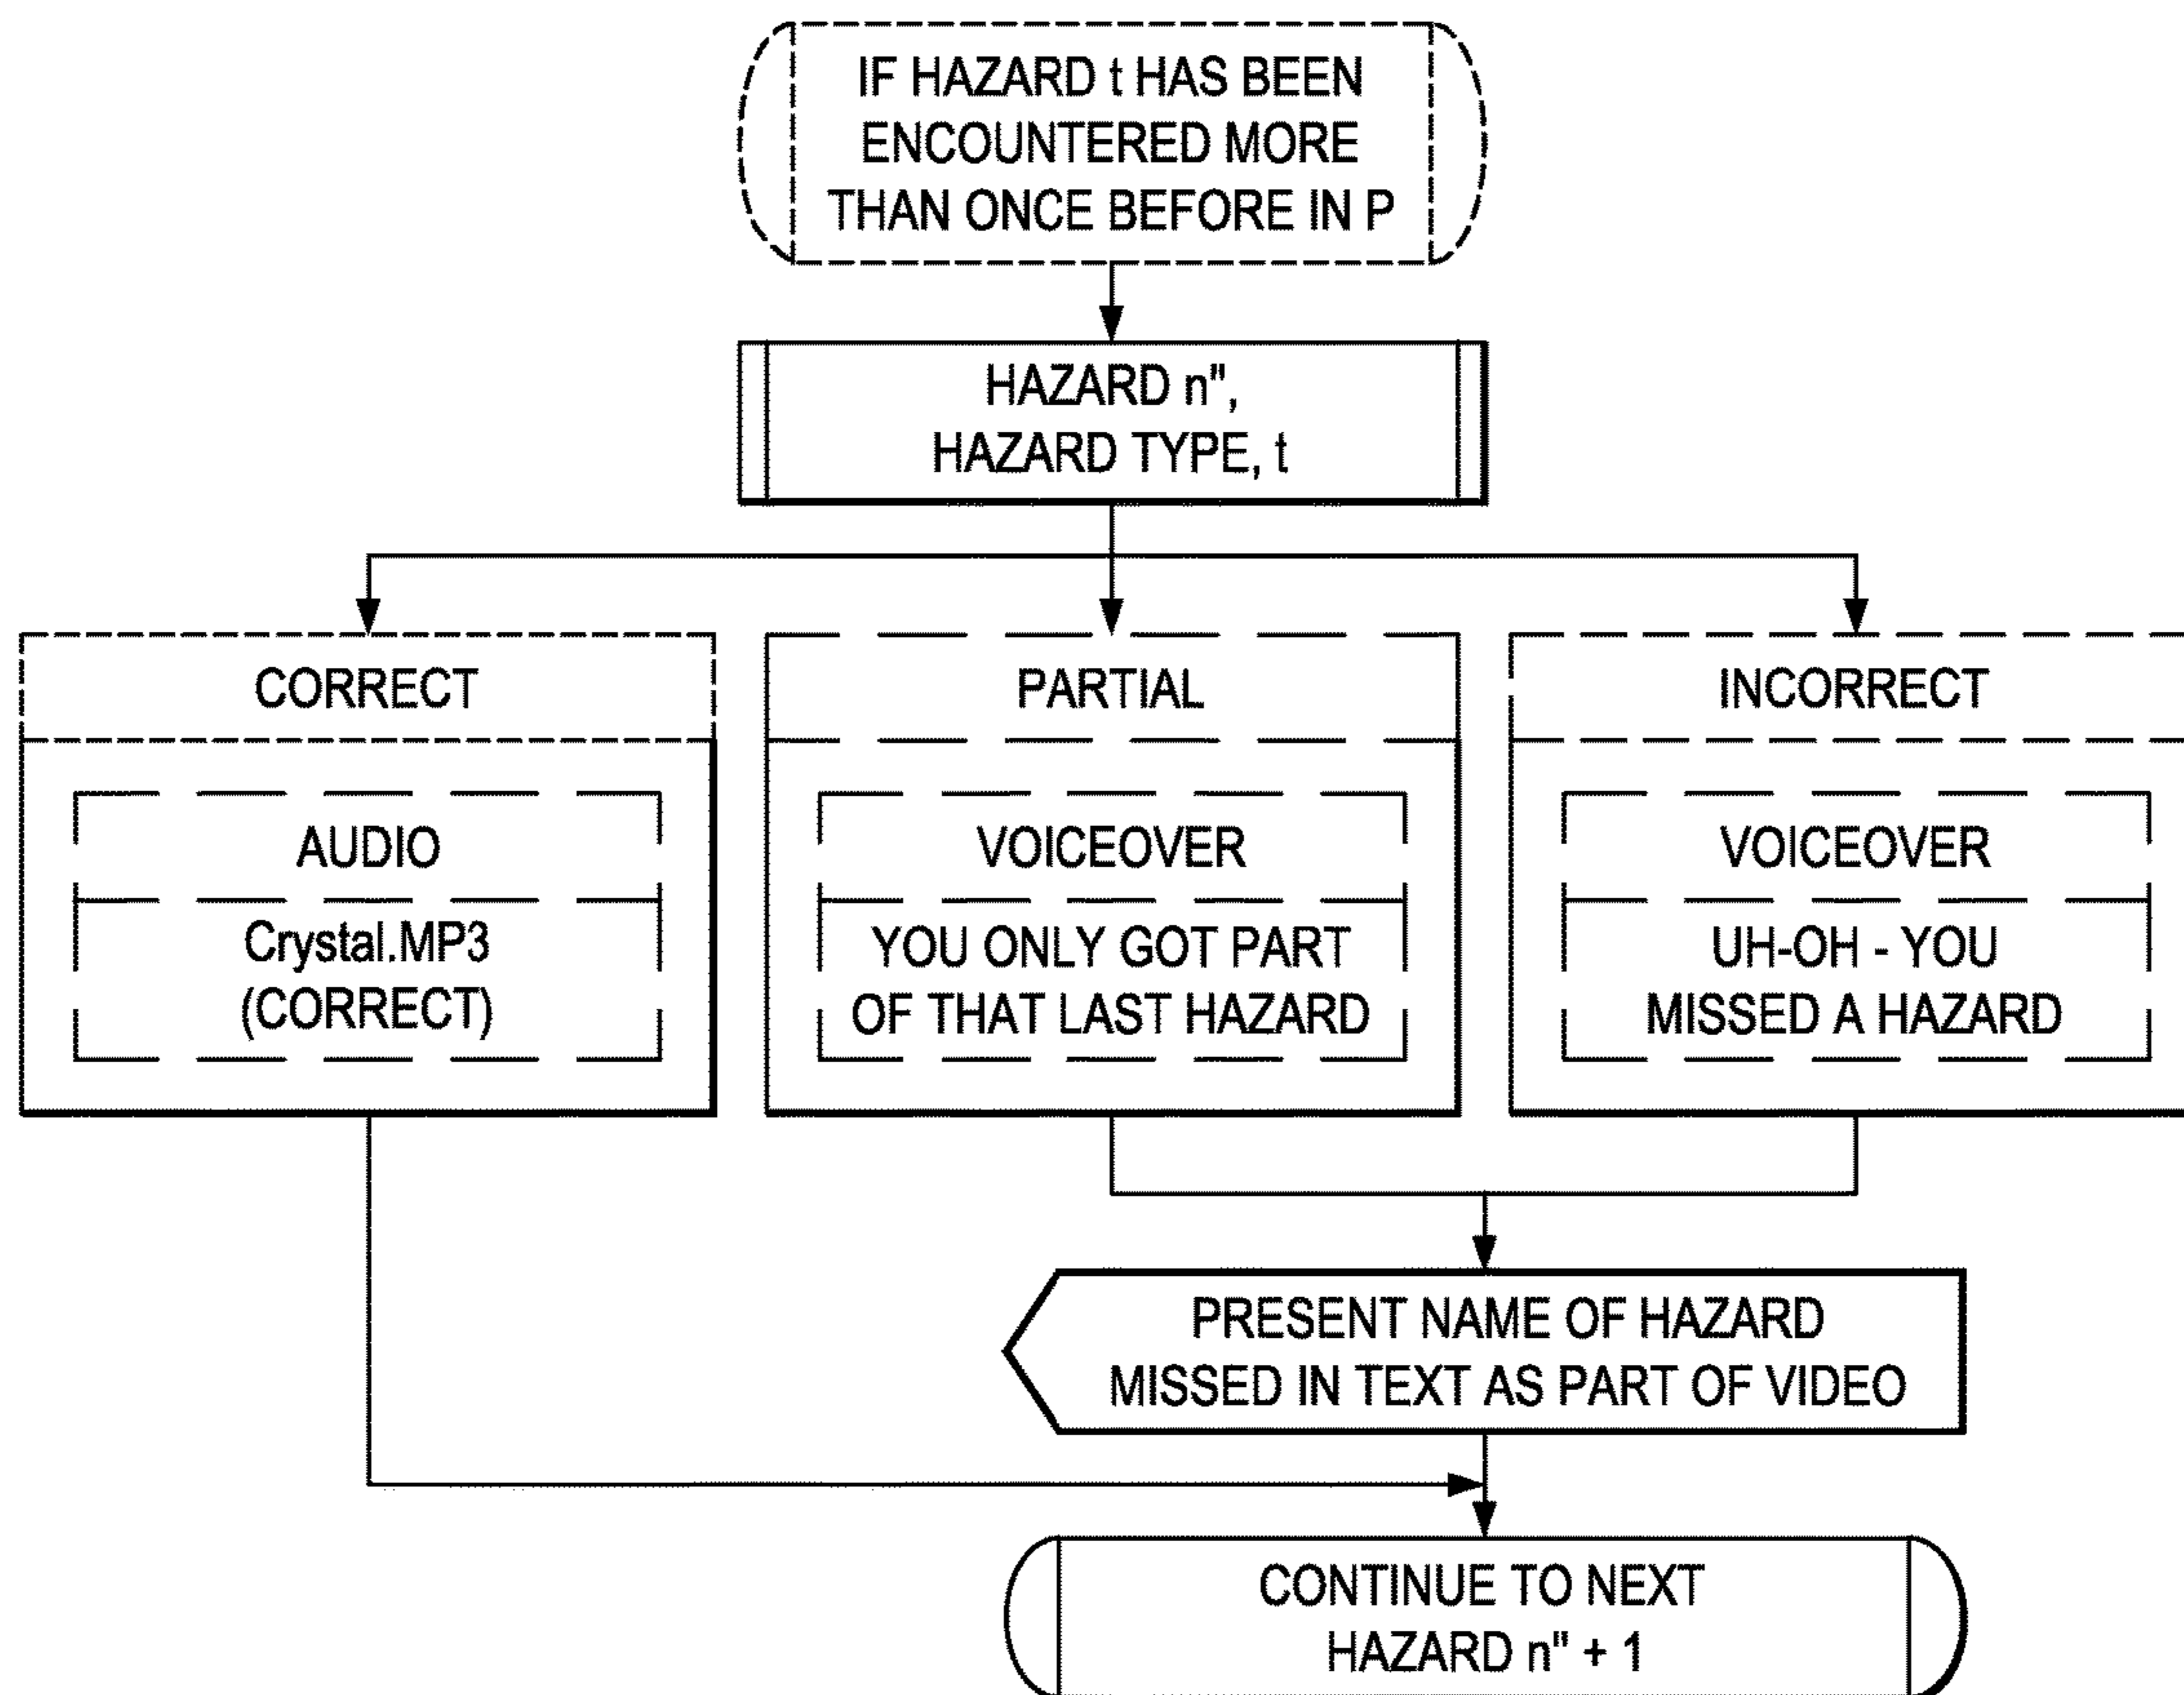 IF HAZARD t HAS BEEN
ENCOUNTERED MORE
THAN ONCE BEFORE IN P
HAZARD n",
HAZARD TYPE, t
CORRECT
AUDIO
Crystal.MP3
(CORRECT)
PARTIAL
VOICEOVER
YOU ONLY GOT PART
OF THAT LAST HAZARD
INCORRECT
VOICEOVER
UH-OH - YOU
MISSED A HAZARD
PRESENT NAME OF HAZARD
MISSED IN TEXT AS PART OF VIDEO
CONTINUE TO NEXT
HAZARD n" + 1